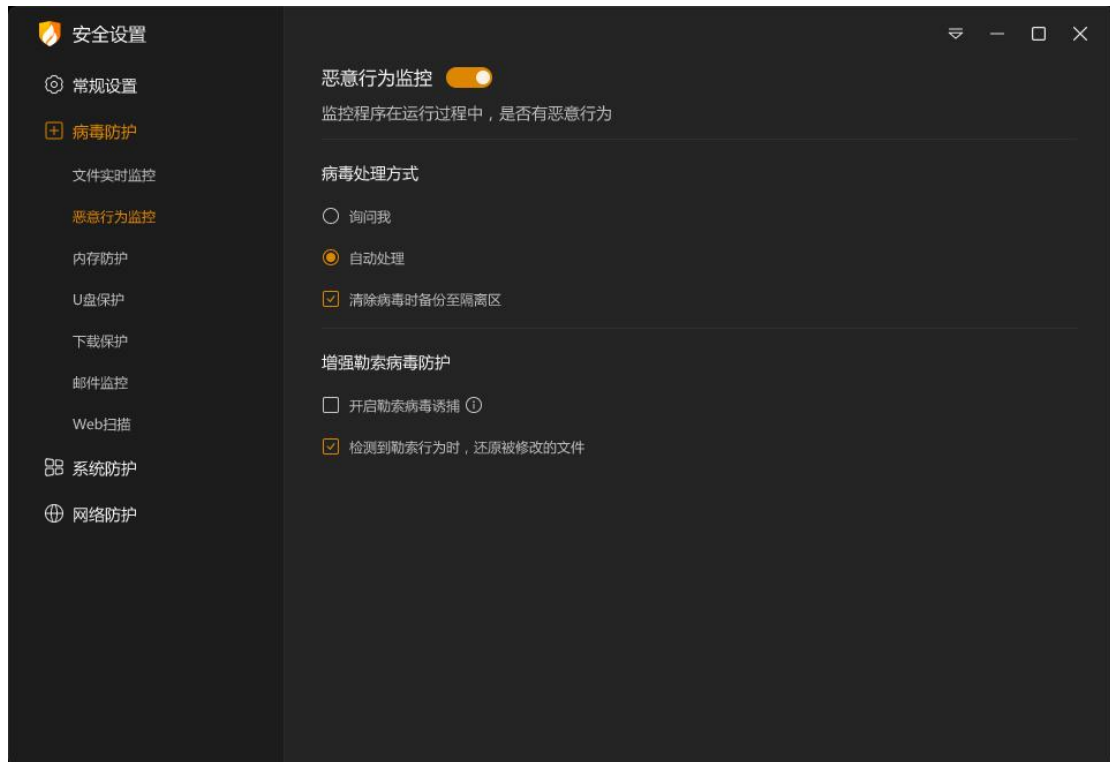 安全设置
常规设置
病毒防护
文件实时监控
恶意行为监控
内存防护
U盘保护
下载保护
邮件监控
Web扫描
系统防护
网络防护
恶意行为监控
监控程序在运行过程中，是否有恶意行为
病毒处理方式
询问我
自动处理
清除病毒时备份至隔离区
增强勒索病毒防护
开启勒索病毒诱捕
检测到勒索行为时，还原被修改的文件